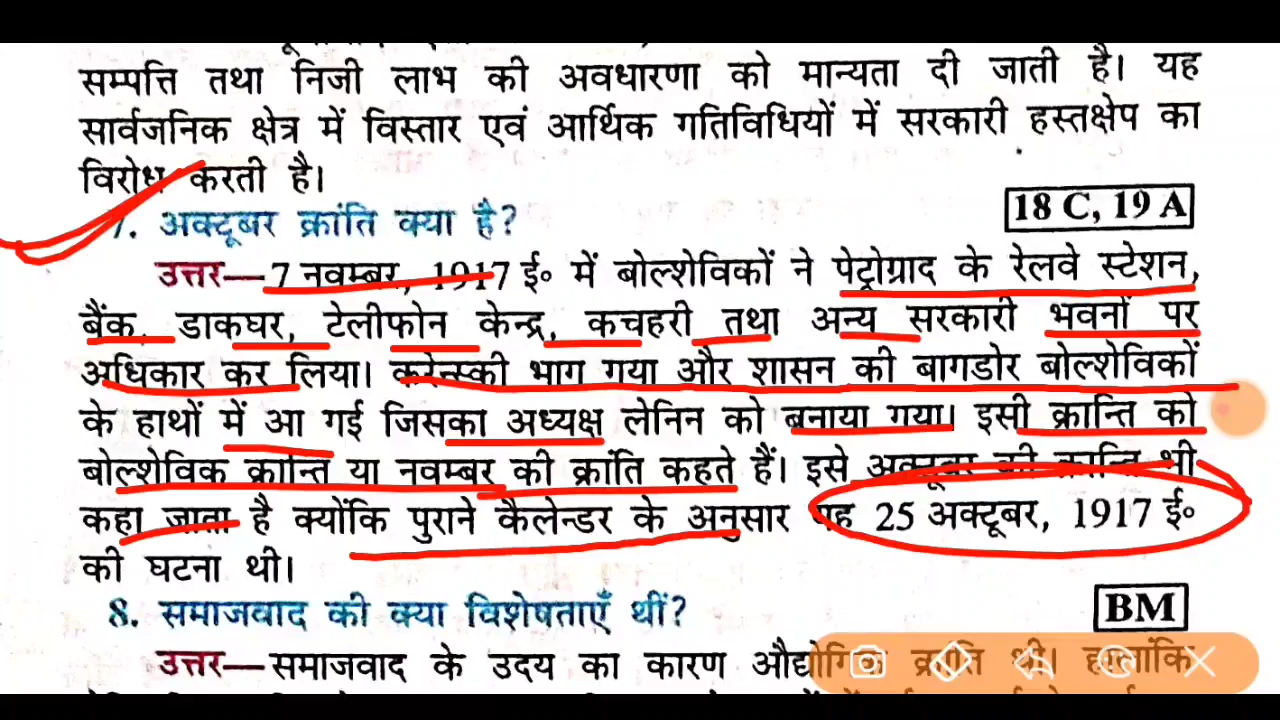 सम्पत्ति तथा निजी लाभ की अवधारणा को मान्यता दी जाती है। यह
सार्वजनिक क्षेत्र में विस्तार एवं आर्थिक गतिविधियों में सरकारी हस्तक्षेप का
विरोध करती है।
7. अक्टूबर क्रांति क्या है? 18 C, 19 A
उत्तर—7 नवम्बर, 1917 ई॰ में बोल्शेविकों ने पेट्रोग्राद के रेलवे स्टेशन,
बैंक, डाकघर, टेलीफोन केन्द्र, कचहरी तथा अन्य सरकारी भवनों पर
अधिकार कर लिया। करेन्स्की भाग गया और शासन की बागडोर बोल्शेविकों
के हाथों में आ गई जिसका अध्यक्ष लेनिन को बनाया गया। इसी क्रान्ति को
बोल्शेविक क्रान्ति या नवम्बर की क्रांति कहते हैं। इसे अक्टूबर की क्रान्ति भी
कहा जाता है क्योंकि पुराने कैलेन्डर के अनुसार यह 25 अक्टूबर, 1917 ई॰
की घटना थी।
8. समाजवाद की क्या विशेषताएँ थीं? BM
उत्तर—समाजवाद के उदय का कारण औद्योगिक क्रांति थी। हालांकि